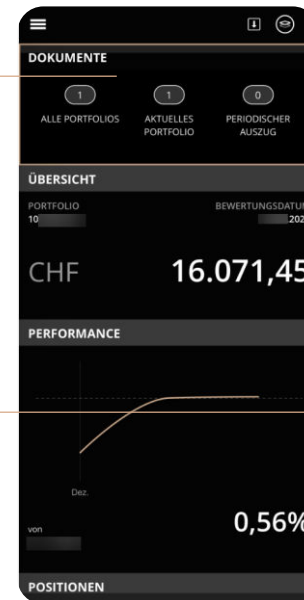 DOKUMENTE
1 1 0
ALLE PORTFOLIOS AKTUELLES PERIODISCHER
PORTFOLIO AUSZUG
ÜBERSICHT
PORTFOLIO BEWERTUNGSDATUM
10 202
CHF 16.071,45
PERFORMANCE
Dez.
von
0,56%
POSITIONEN